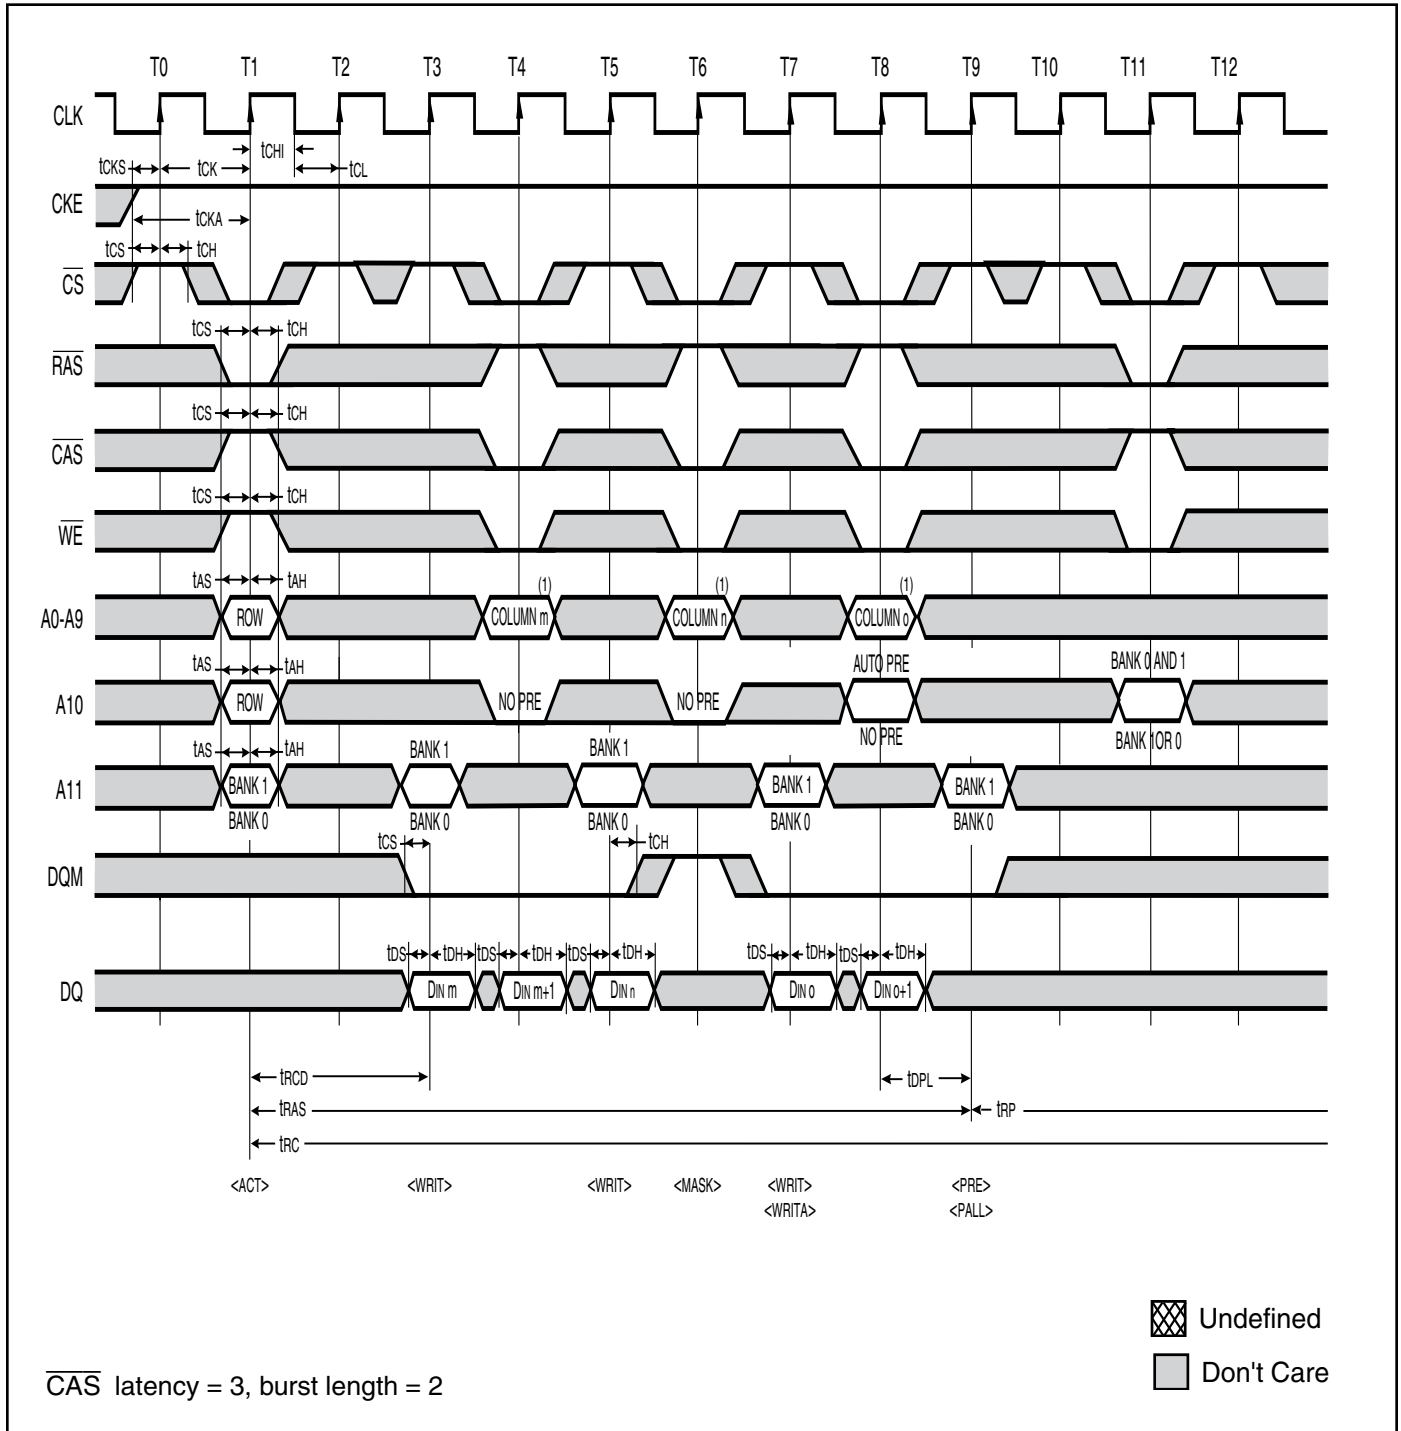 T0 T1 T2 T3 T4 T5 T6 T7 T8 T9 T10 T11 T12
CLK
tCHI
tCKS tCK tCL
CKE
tCKA
tCS tCH
CS
tCS tCH
RAS
tCS tCH
CAS
tCS tCH
WE
tAS tAH (1) (1) (1)
A0-A9 ROW COLUMN m COLUMN n COLUMN o
tAS tAH AUTO PRE BANK 0 AND 1
A10 ROW NO PRE NO PRE
NO PRE BANK 1OR 0
tAS tAH BANK 1 BANK 1
A11 BANK 1 BANK 1 BANK 1
BANK 0 BANK 0 BANK 0 BANK 0 BANK 0
tCS tCH
DQM
tDS tDH tDS tDH tDS tDH tDS tDH tDS tDH
DQ DIN m DIN m+1 DIN n DIN o DIN o+1
tRCD tDPL
tRAS tRP
tRC
<ACT> <WRIT> <WRIT> <MASK> <WRIT> <PRE>
<WRITA> <PALL>
Undefined
Don't Care
CAS latency = 3, burst length = 2